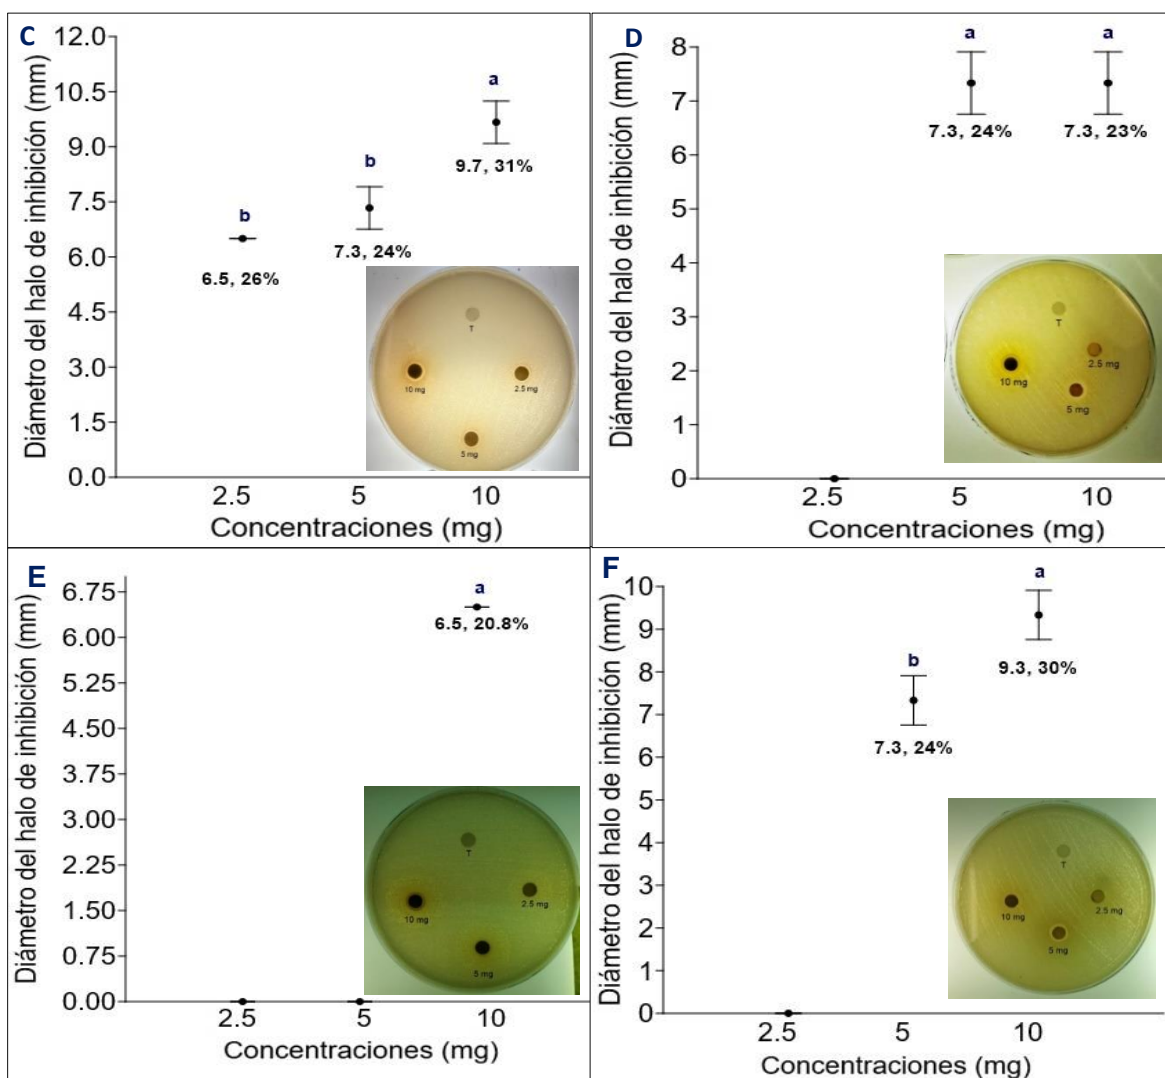 C
Diámetro del halo de inhibición (mm)
12.0
10.5
9.0
7.5
6.0
4.5
3.0
1.5
0.0
b
6.5, 26%
b
7.3, 24%
a
9.7, 31%
T
10 mg
2.5 mg
5 mg
2.5 5 10
Concentraciones (mg)
D
Diámetro del halo de inhibición (mm)
8
7
6
5
4
3
2
1
0
a
7.3, 24%
a
7.3, 23%
T
2.5 mg
10 mg
5 mg
2.5 5 10
Concentraciones (mg)
E
Diámetro del halo de inhibición (mm)
6.75
6.00
5.25
4.50
3.75
3.00
2.25
1.50
0.75
0.00
a
6.5, 20.8%
T
10 mg
2.5 mg
5 mg
2.5 5 10
Concentraciones (mg)
F
Diámetro del halo de inhibición (mm)
10
9
8
7
6
5
4
3
2
1
0
b
7.3, 24%
a
9.3, 30%
T
10 mg
2.5 mg
5 mg
2.5 5 10
Concentraciones (mg)